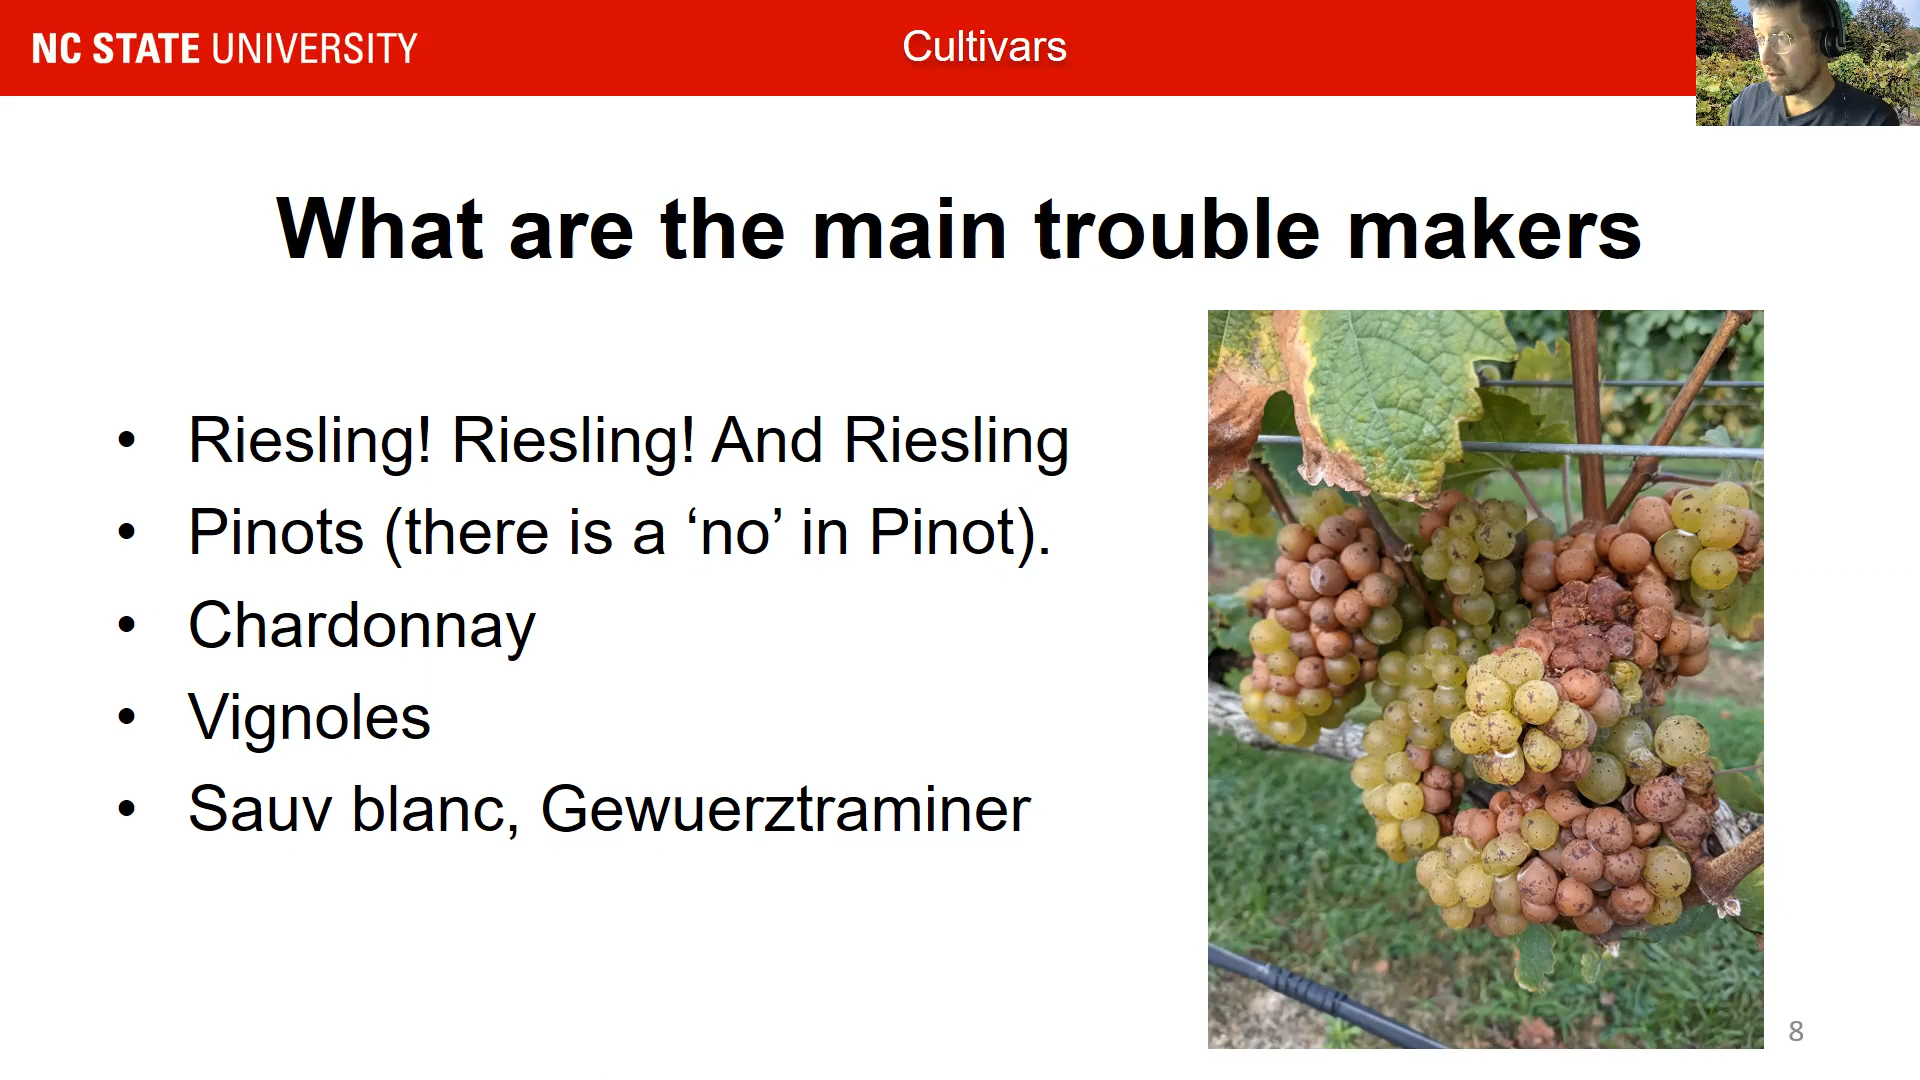 NC STATE UNIVERSITY
Cultivars
What are the main trouble makers
• Riesling! Riesling! And Riesling
• Pinots (there is a ‘no’ in Pinot).
• Chardonnay
• Vignoles
• Sauv blanc, Gewuerztraminer
8